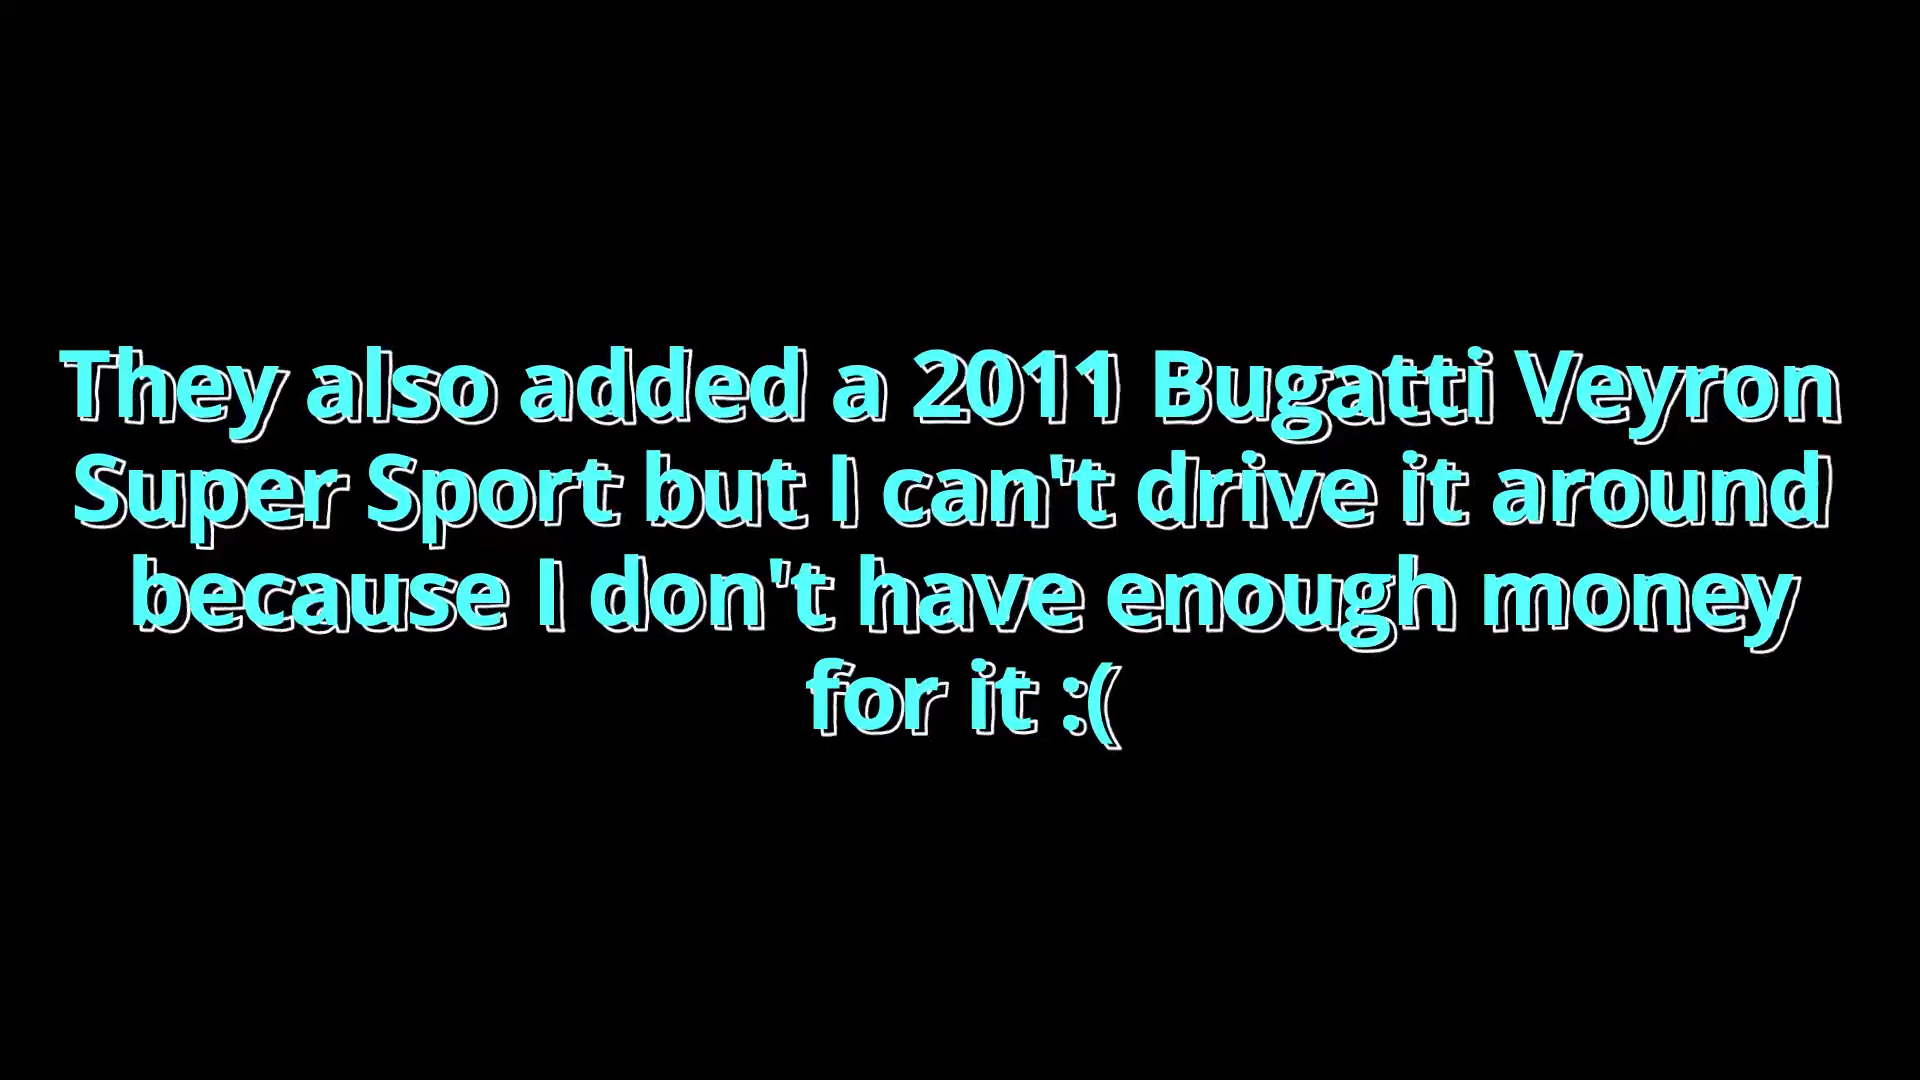 They also added a 2011 Bugatti Veyron
Super Sport but I can't drive it around
because I don't have enough money
for it :(